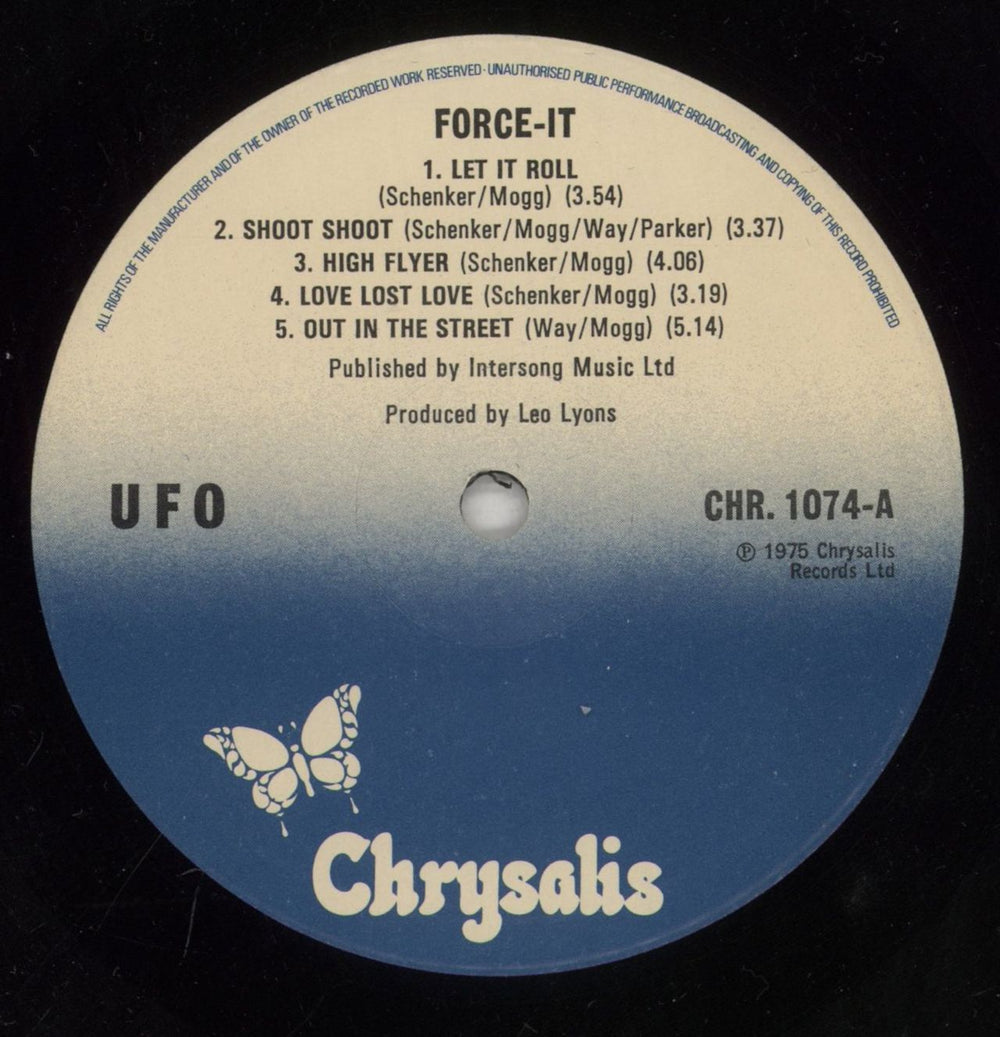 ALL RIGHTS OF THE MANUFACTURER AND OF THE OWNER OF THE RECORDED WORK RESERVED·UNAUTHORISED PUBLIC PERFORMANCE BROADCASTING AND COPYING OF THIS RECORD PROHIBITED
FORCE-IT
1. LET IT ROLL
(Schenker/Mogg) (3.54)
2. SHOOT SHOOT (Schenker/Mogg/Way/Parker) (3.37)
3. HIGH FLYER (Schenker/Mogg) (4.06)
4. LOVE LOST LOVE (Schenker/Mogg) (3.19)
5. OUT IN THE STREET (Way/Mogg) (5.14)
Published by Intersong Music Ltd
Produced by Leo Lyons
UFO
CHR. 1074-A
℗ 1975 Chrysalis
Records Ltd
Chrysalis